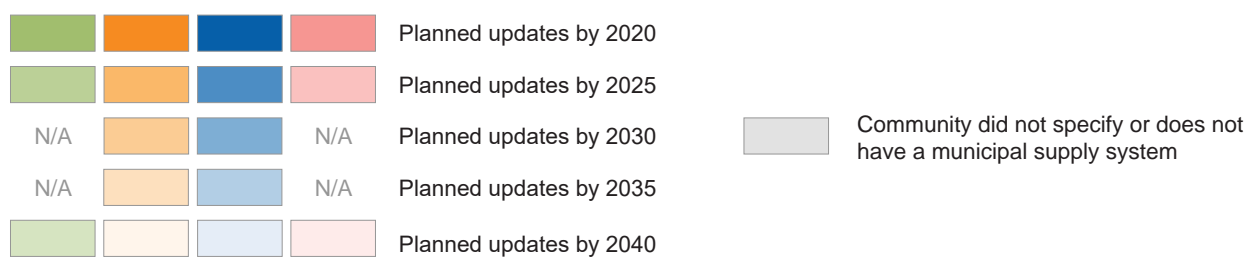 Planned updates by 2020
Planned updates by 2025
N/A N/A Planned updates by 2030
N/A N/A Planned updates by 2035
Planned updates by 2040
Community did not specify or does not
have a municipal supply system